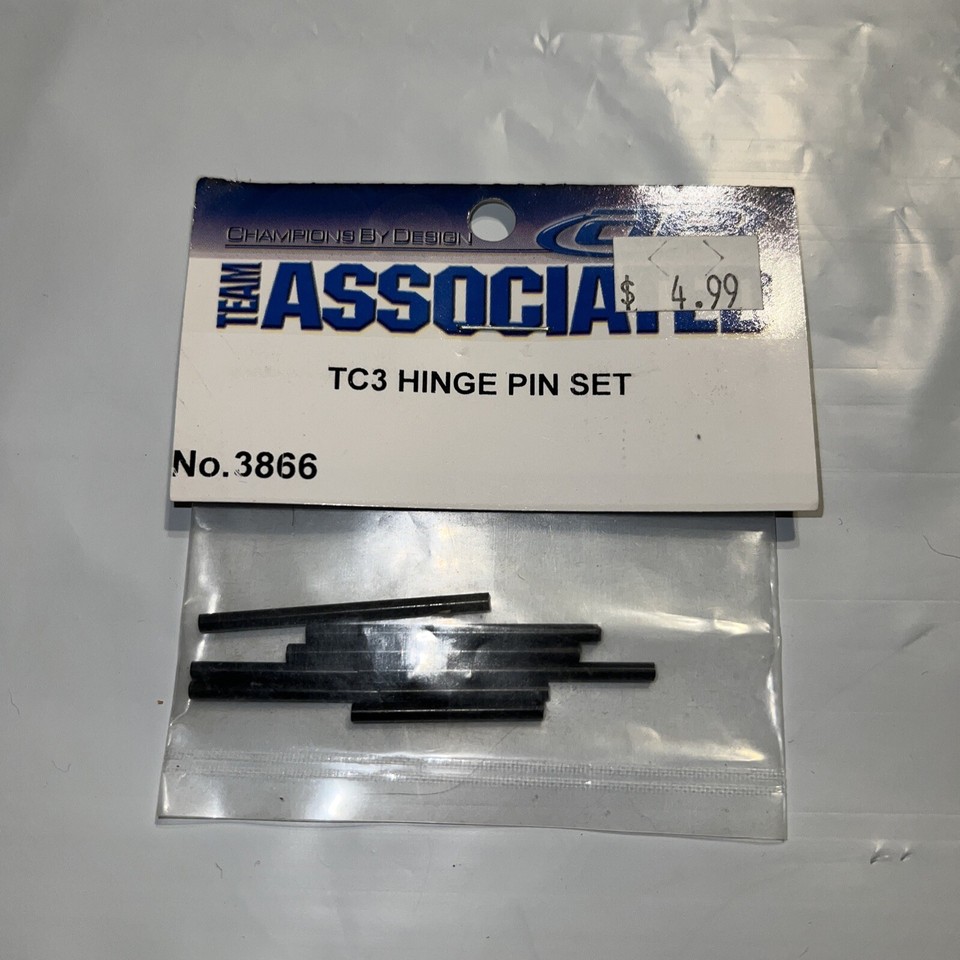 CHAMPIONS BY DESIGN
TEAM
ASSOCIATED
$ 4.99
TC3 HINGE PIN SET
No. 3866